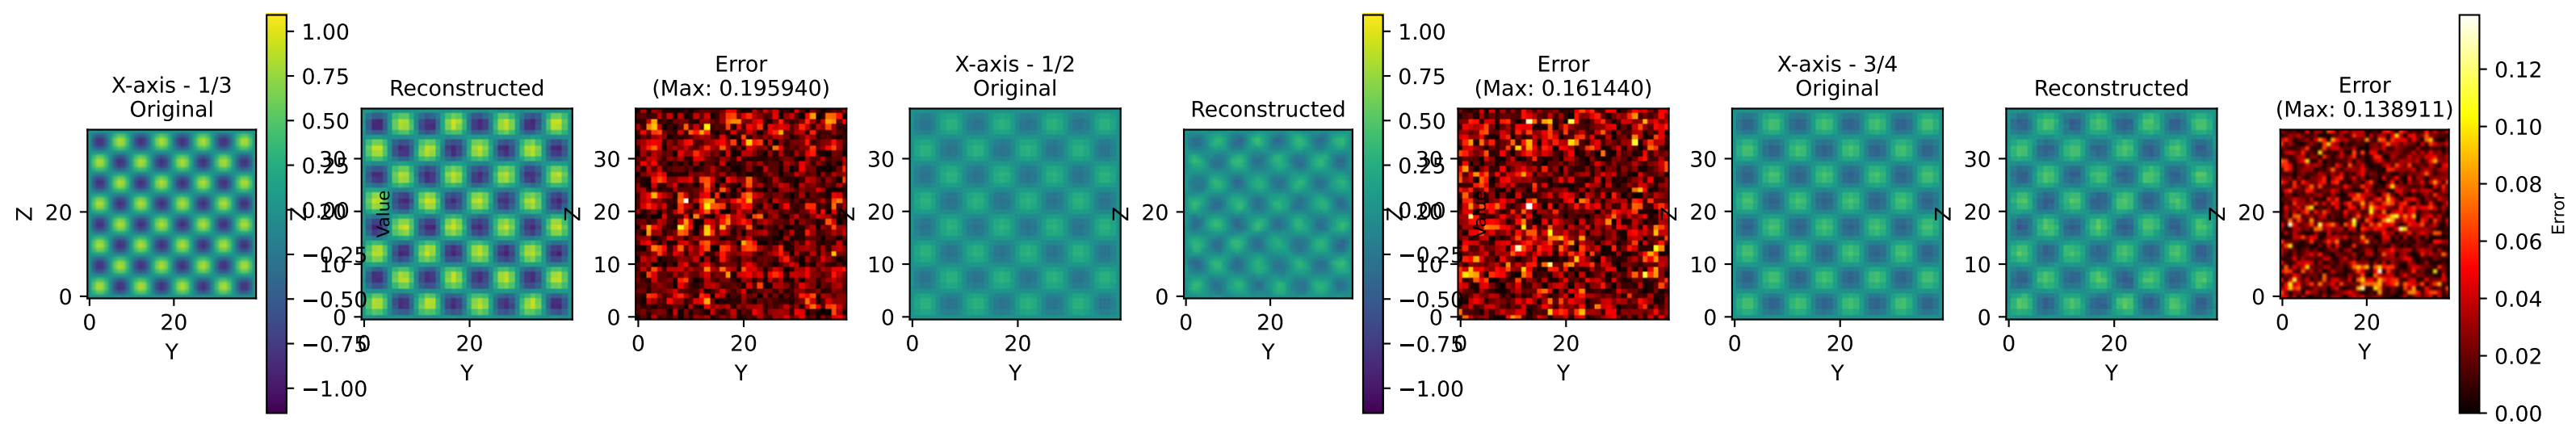 X-axis - 1/3
Original
Z
20
0
0
20
Y
1.00
0.75
0.50
0.25
0.00
−0.25
−0.50
−0.75
−1.00
Value
Reconstructed
Z
30
20
10
0
0
20
Y
Error
(Max: 0.195940)
Z
30
20
10
0
0
20
Y
X-axis - 1/2
Original
Z
30
20
10
0
0
20
Y
Reconstructed
Z
20
0
0
20
Y
1.00
0.75
0.50
0.25
0.00
−0.25
−0.50
−0.75
−1.00
Value
Error
(Max: 0.161440)
Z
30
20
10
0
0
20
Y
X-axis - 3/4
Original
Z
30
20
10
0
0
20
Y
Reconstructed
Z
30
20
10
0
0
20
Y
Error
(Max: 0.138911)
Z
20
0
0
20
Y
0.12
0.10
0.08
0.06
0.04
0.02
0.00
Error